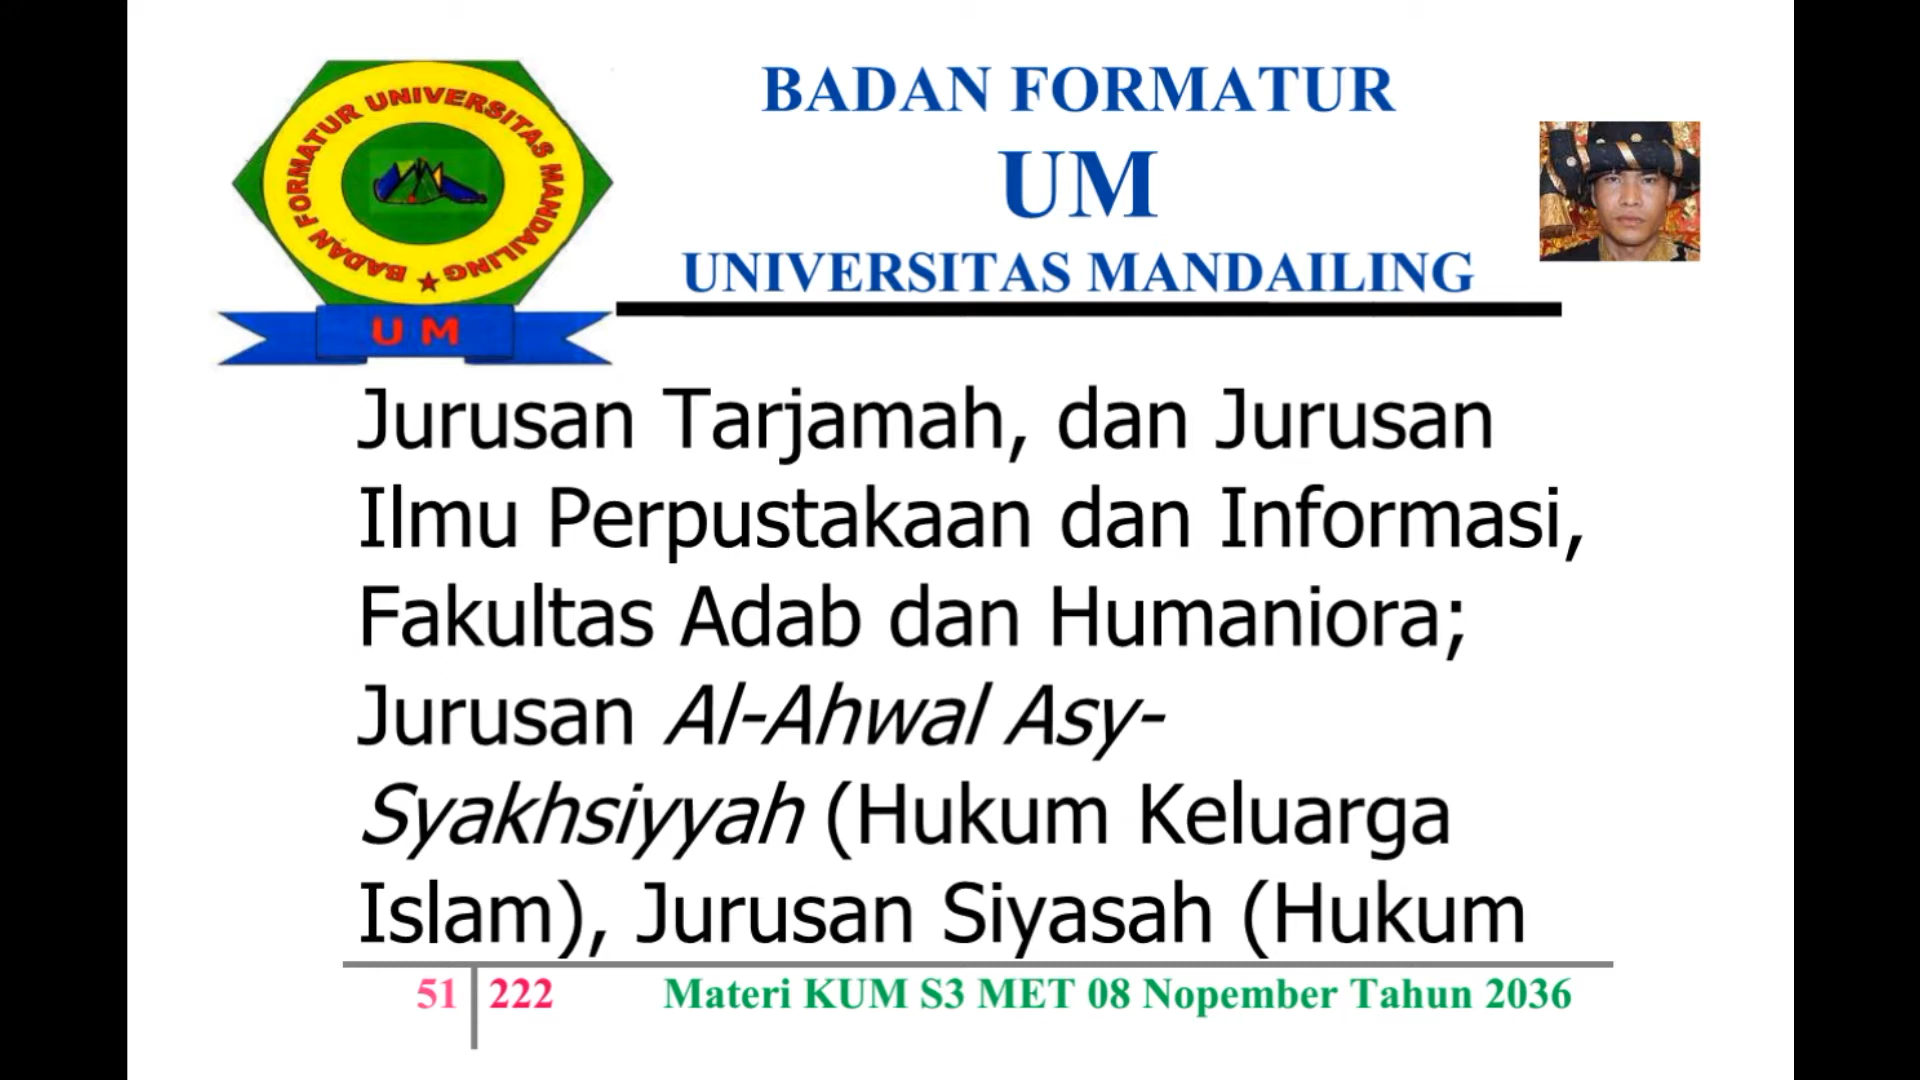 BADAN FORMATUR UNIVERSITAS MANDAILING
U M
BADAN FORMATUR
UM
UNIVERSITAS MANDAILING
Jurusan Tarjamah, dan Jurusan
Ilmu Perpustakaan dan Informasi,
Fakultas Adab dan Humaniora;
Jurusan Al-Ahwal Asy-
Syakhsiyyah (Hukum Keluarga
Islam), Jurusan Siyasah (Hukum
51 222 Materi KUM S3 MET 08 Nopember Tahun 2036